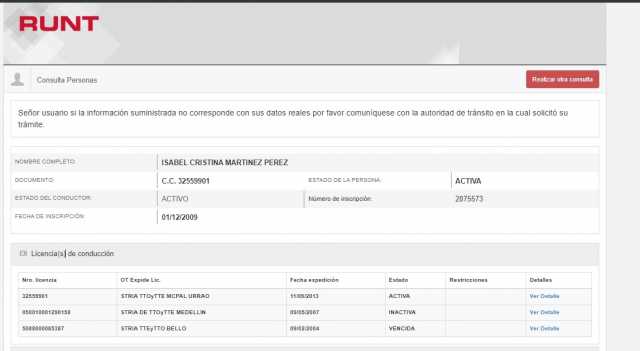 RUNT
Consulta Personas
Realizar otra consulta
Señor usuario si la información suministrada no corresponde con sus datos reales por favor comuníquese con la autoridad de tránsito en la cual solicitó su
trámite.
NOMBRE COMPLETO: ISABEL CRISTINA MARTINEZ PEREZ
DOCUMENTO: C.C. 32559901 ESTADO DE LA PERSONA: ACTIVA
ESTADO DEL CONDUCTOR: ACTIVO Número de inscripción: 2075573
FECHA DE INSCRIPCIÓN: 01/12/2009
Licencia(s) de conducción
Nro. licencia OT Expide Lic. Fecha expedición Estado Restricciones Detalles
32559901 STRIA TTOyTTE MCPAL URRAO 11/06/2013 ACTIVA Ver Detalle
050010001200158 STRIA DE TTOyTTE MEDELLIN 09/05/2007 INACTIVA Ver Detalle
5088000085387 STRIA TTEyTTO BELLO 09/02/2004 VENCIDA Ver Detalle